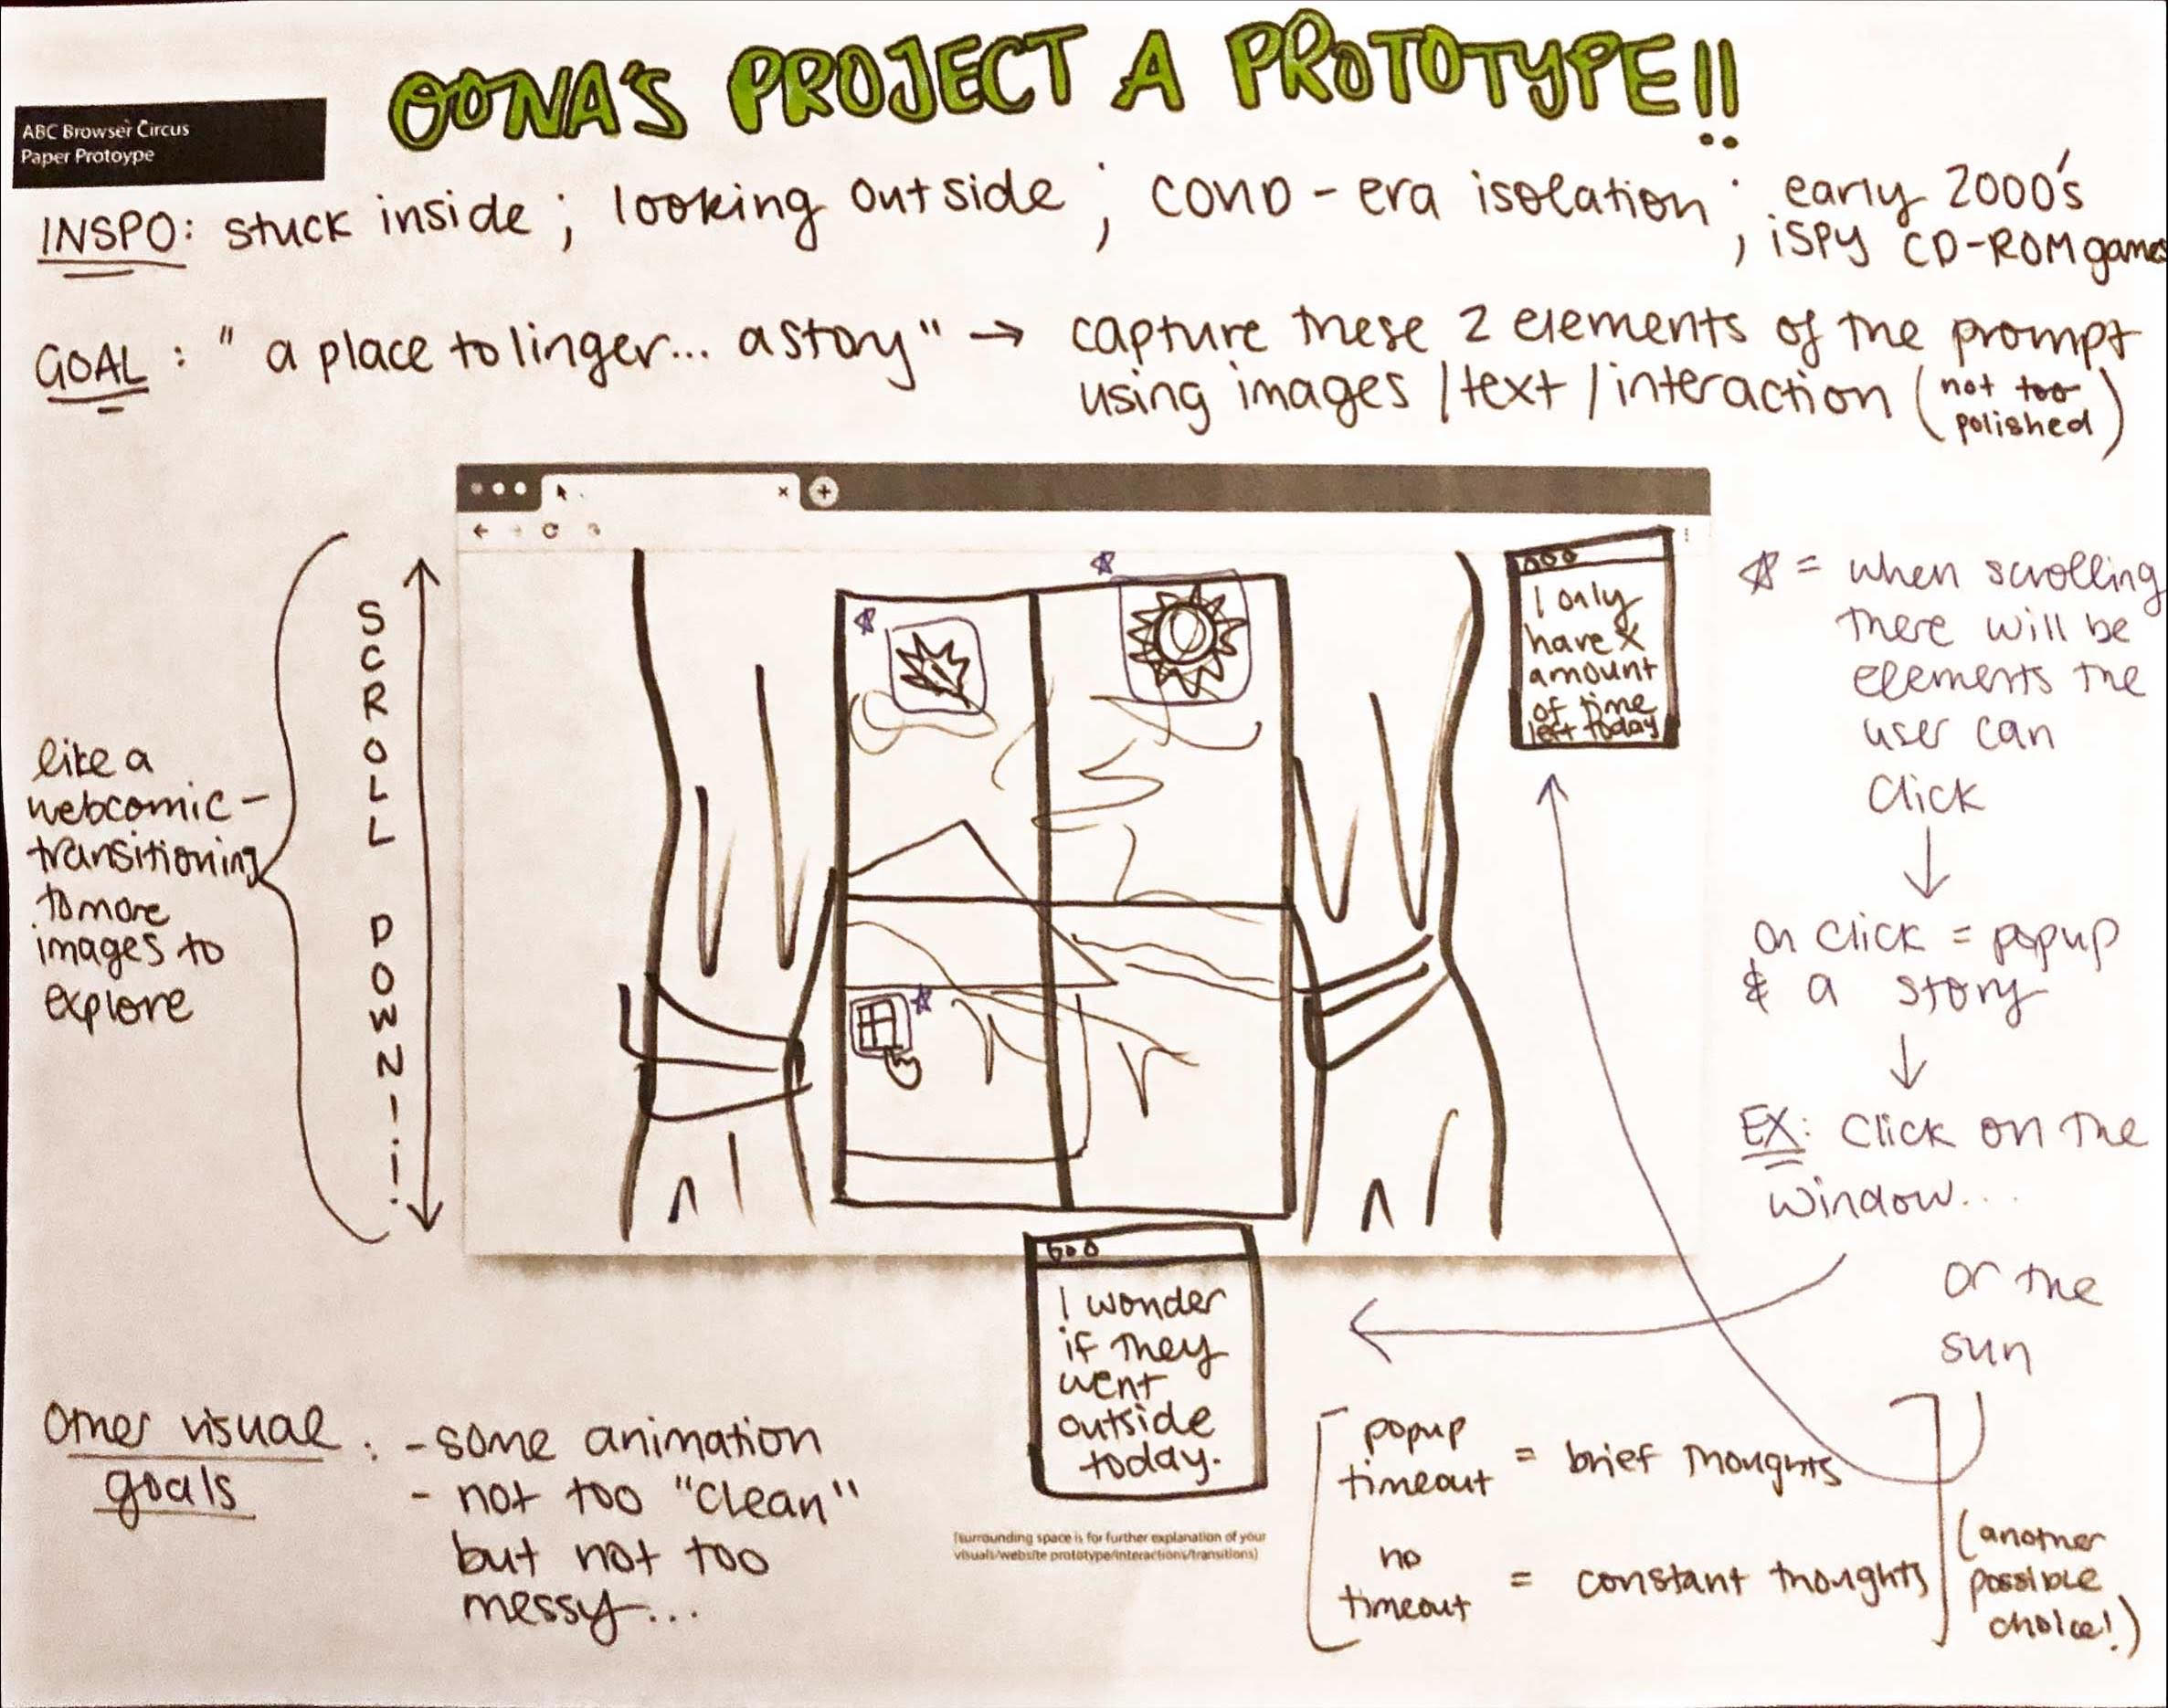 OONA'S PROJECT A PROTOTYPE!!
ABC Browser Circus
Paper Protoype
INSPO: stuck inside ; looking outside ; COVID-era isolation ; early 2000's
iSPY CD-ROM games
GOAL : "a place to linger... a story" → capture these 2 elements of the prompt
using images / text / interaction (not too
polished)
SCROLL DOWN!!
like a
webcomic -
transitioning
to more
images to
explore
I only
have X
amount
of time
left today
☆ = when scrolling
there will be
elements the
user can
click
↓
on click = popup
& a story
↓
EX: click on the
window...
or the
sun
I wonder
if they
went
outside
today.
Other visual
goals :
- some animation
- not too "clean"
but not too
messy...
(surrounding space is for further explanation of your
visuals/website prototype/interactions/transitions)
popup
timeout = brief thoughts
no
timeout = constant thoughts
(another
possible
choice!)